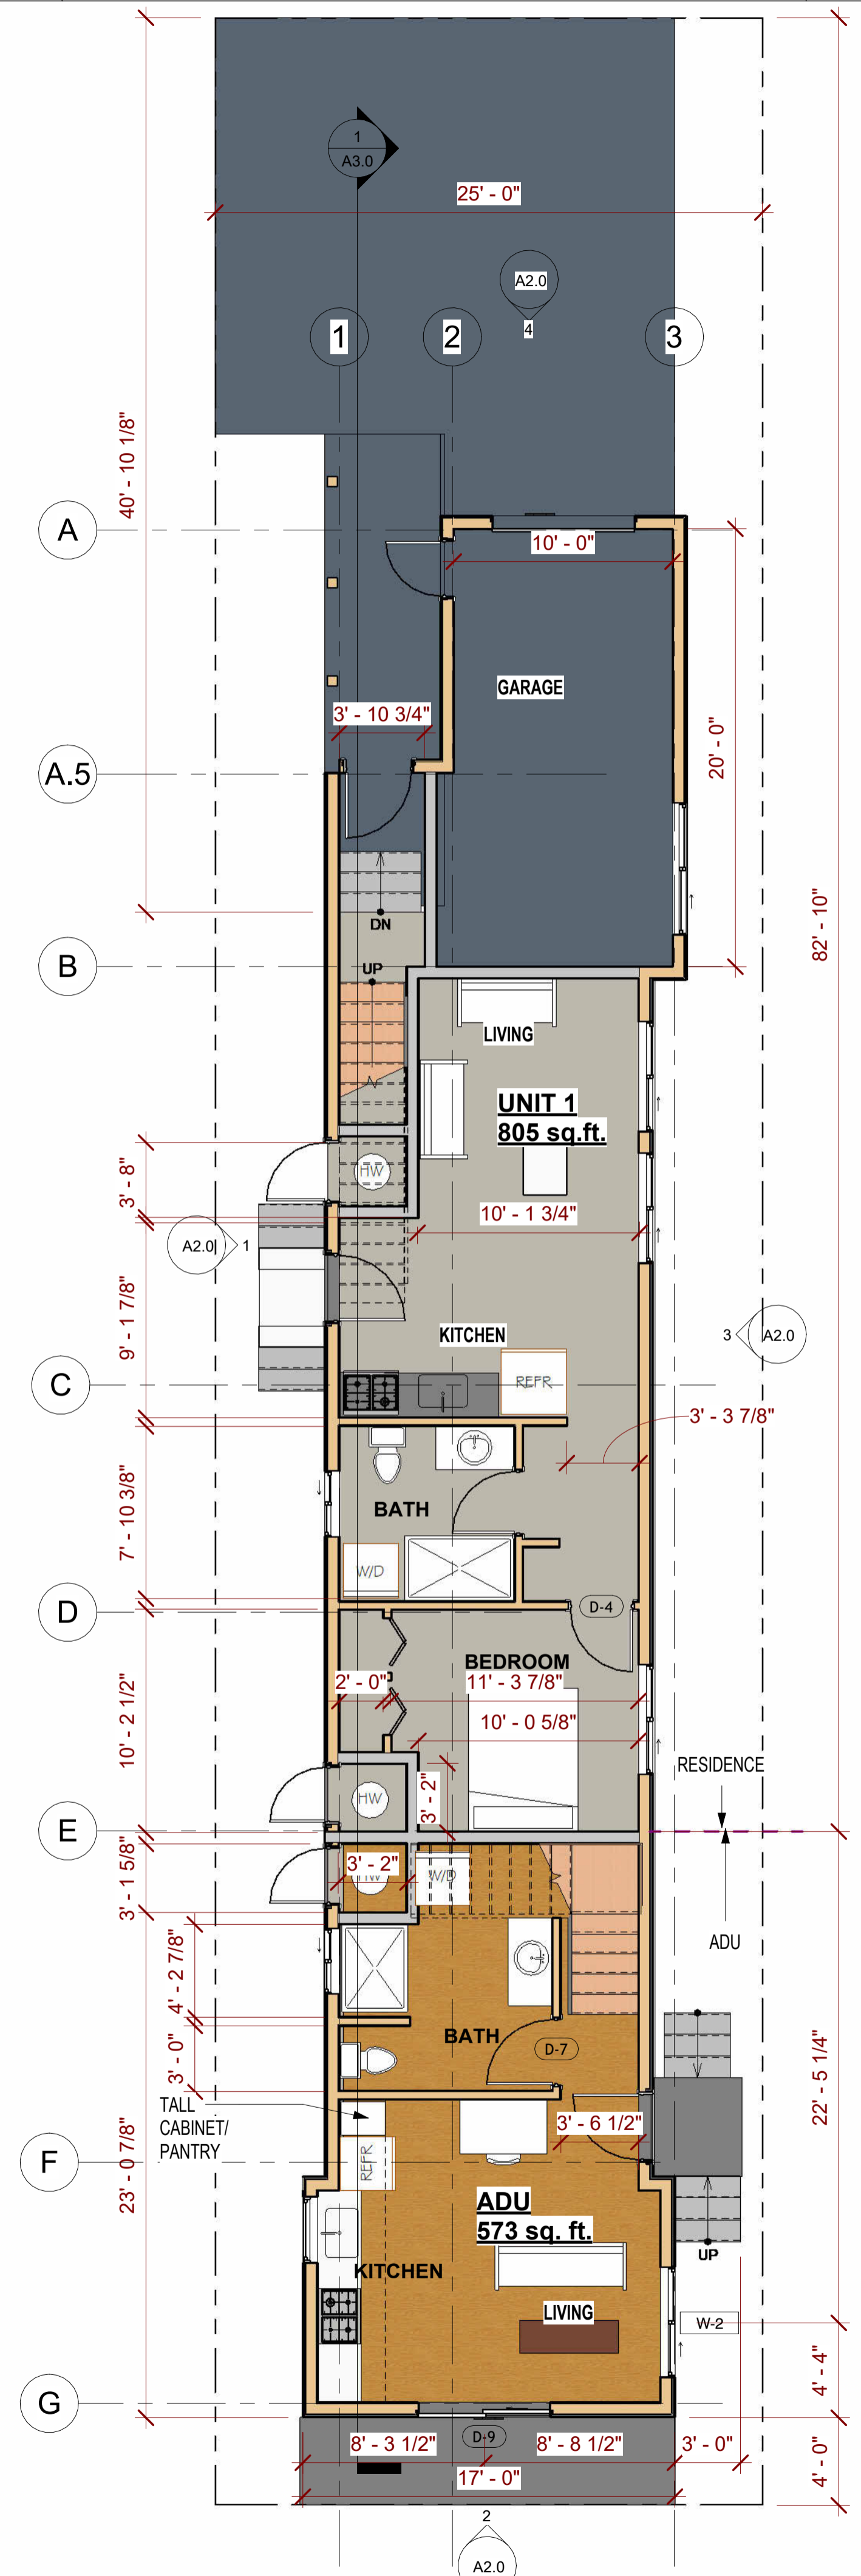 1
A3.0
25' - 0"
A2.0
4
1
2
3
40' - 10 1/8"
A
10' - 0"
GARAGE
3' - 10 3/4"
20' - 0"
A.5
82' - 10"
DN
B
UP
LIVING
UNIT 1
805 sq.ft.
3' - 8"
HW
10' - 1 3/4"
A2.0
1
9' - 1 7/8"
KITCHEN
3
A2.0
C
REFR
3' - 3 7/8"
7' - 10 3/8"
BATH
W/D
D
D-4
BEDROOM
2' - 0"
11' - 3 7/8"
10' - 0 5/8"
10' - 2 1/2"
RESIDENCE
HW
3' - 2"
E
3' - 1 5/8"
3' - 2"
HW
W/D
ADU
4' - 2 7/8"
BATH
D-7
3' - 0"
22' - 5 1/4"
TALL
CABINET/
PANTRY
3' - 6 1/2"
F
REFR
23' - 0 7/8"
ADU
573 sq. ft.
UP
KITCHEN
LIVING
W-2
G
4' - 4"
8' - 3 1/2"
D-9
8' - 8 1/2"
3' - 0"
17' - 0"
4' - 0"
2
A2.0